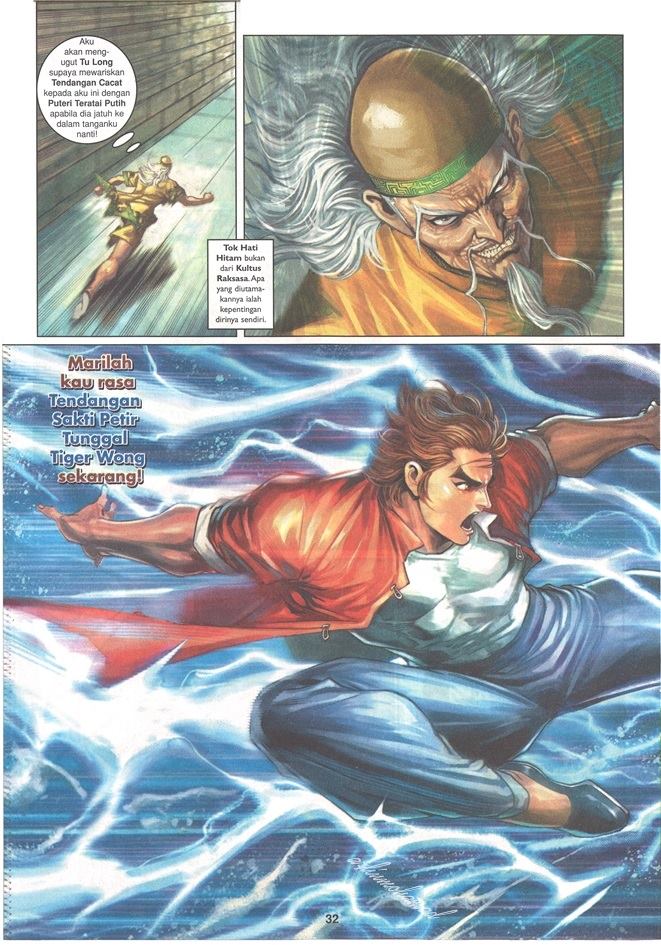 Aku
akan meng-
ugut Tu Long
supaya mewariskan
Tendangan Cacat
kepada aku ini dengan
Puteri Teratai Putih
apabila dia jatuh ke
dalam tanganku
nanti!
Tok Hati
Hitam bukan
dari Kultus
Raksasa. Apa
yang diutama-
kannya ialah
kepentingan
dirinya sendiri.
Marilah
kau rasa
Tendangan
Sakti Petir
Tunggal
Tiger Wong
sekarang!
32